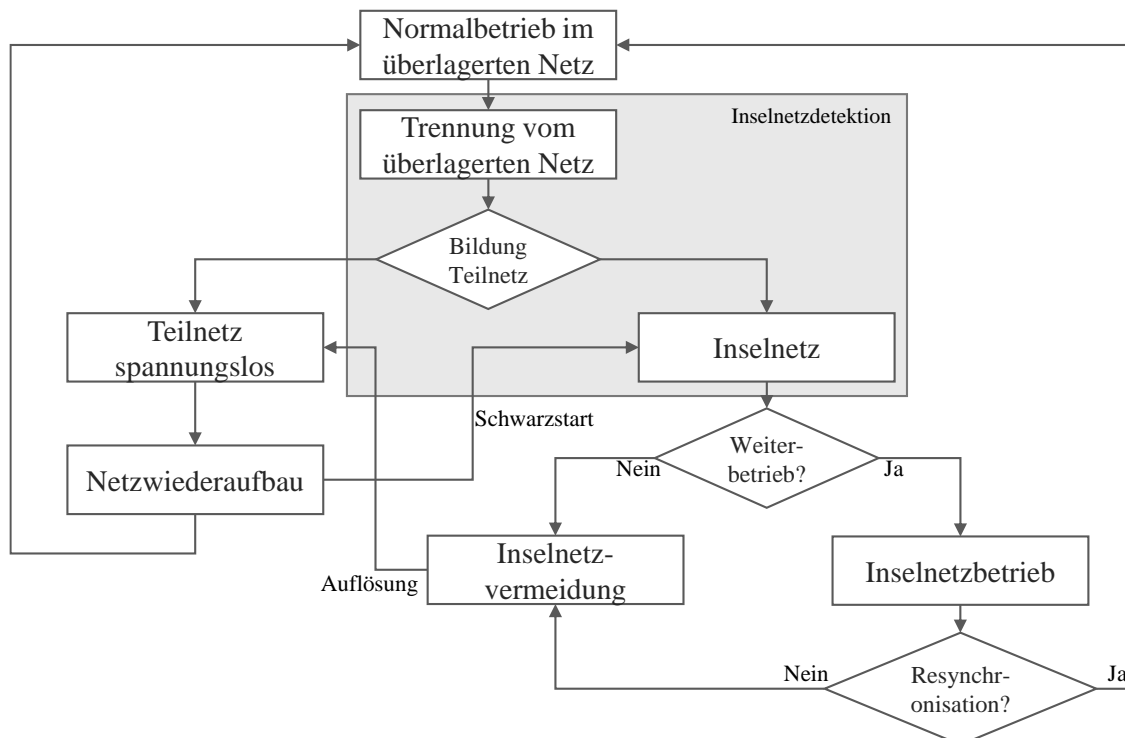 Normalbetrieb im
überlagerten Netz
Inselnetzdetektion
Trennung vom
überlagerten Netz
Bildung
Teilnetz
Teilnetz
spannungslos
Inselnetz
Schwarzstart
Netzwiederaufbau
Weiter-
betrieb?
Nein
Ja
Inselnetz-
vermeidung
Auflösung
Inselnetzbetrieb
Nein
Resynchr-
onisation?
Ja